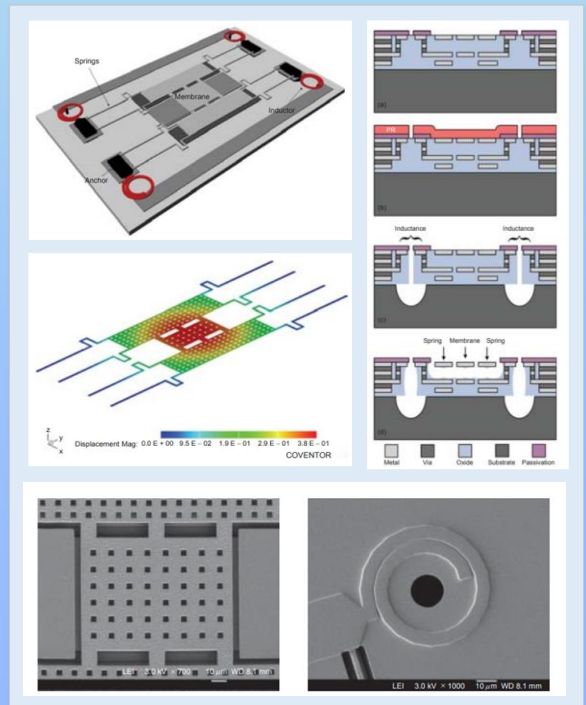 Springs
Membrane
Inductor
Anchor
(a)
PR
(b)
Inductance Inductance
(c)
Spring Membrane Spring
(d)
Metal Via Oxide Substrate Passivation
z
y
x
Displacement Mag: 0.0 E + 00 9.5 E – 02 1.9 E – 01 2.9 E – 01 3.8 E – 01
COVENTOR
LEI 3.0 kV × 700 10 μm WD 8.1 mm
LEI 3.0 kV × 1000 10 μm WD 8.1 mm